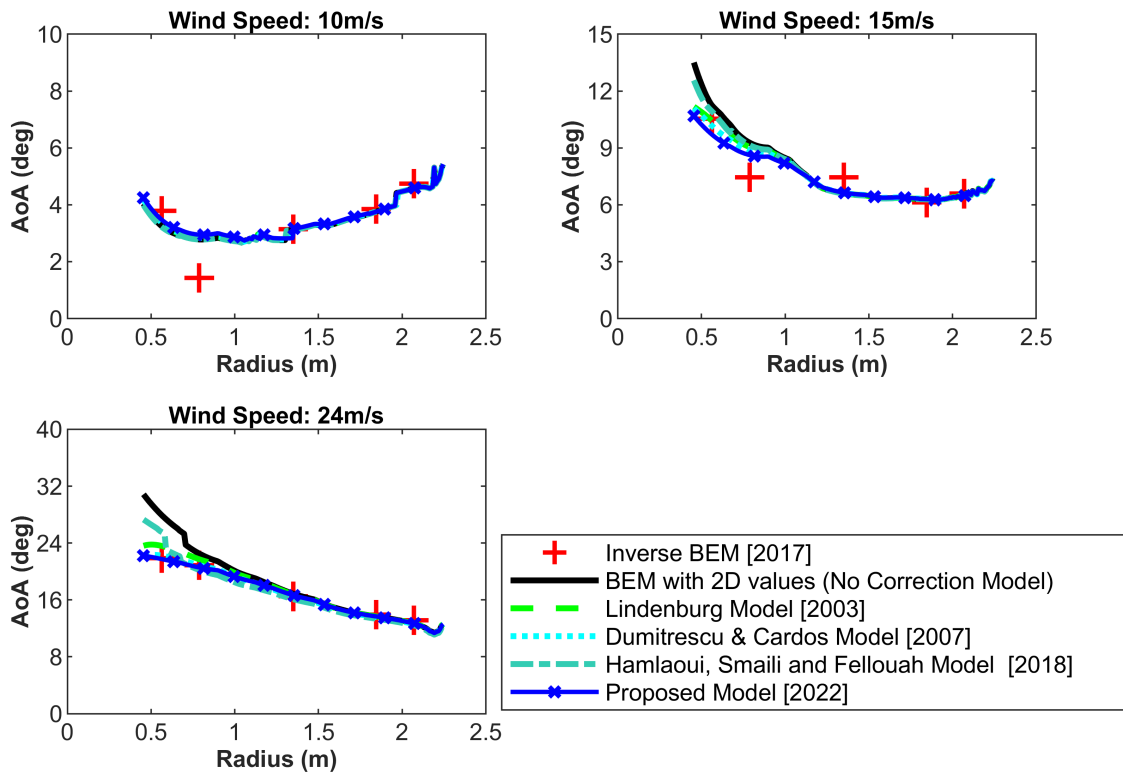 Wind Speed: 10m/s
10
8
6
4
2
0
AoA (deg)
0 0.5 1 1.5 2 2.5
Radius (m)
Wind Speed: 15m/s
15
12
9
6
3
0
AoA (deg)
0 0.5 1 1.5 2 2.5
Radius (m)
Wind Speed: 24m/s
40
32
24
16
8
0
AoA (deg)
0 0.5 1 1.5 2 2.5
Radius (m)
Inverse BEM [2017]
BEM with 2D values (No Correction Model)
Lindenburg Model [2003]
Dumitrescu & Cardos Model [2007]
Hamlaoui, Smaili and Fellouah Model [2018]
Proposed Model [2022]